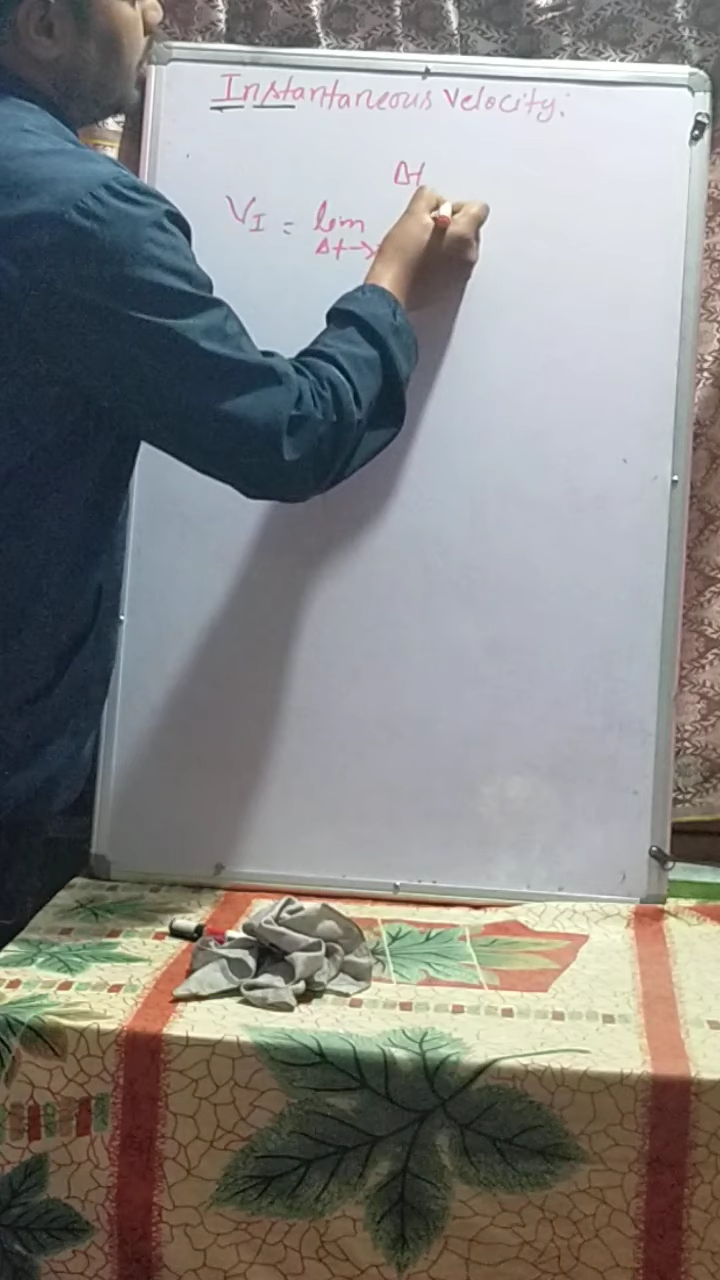 Instantaneous Velocity:
Δt
V_I = lim
Δt→